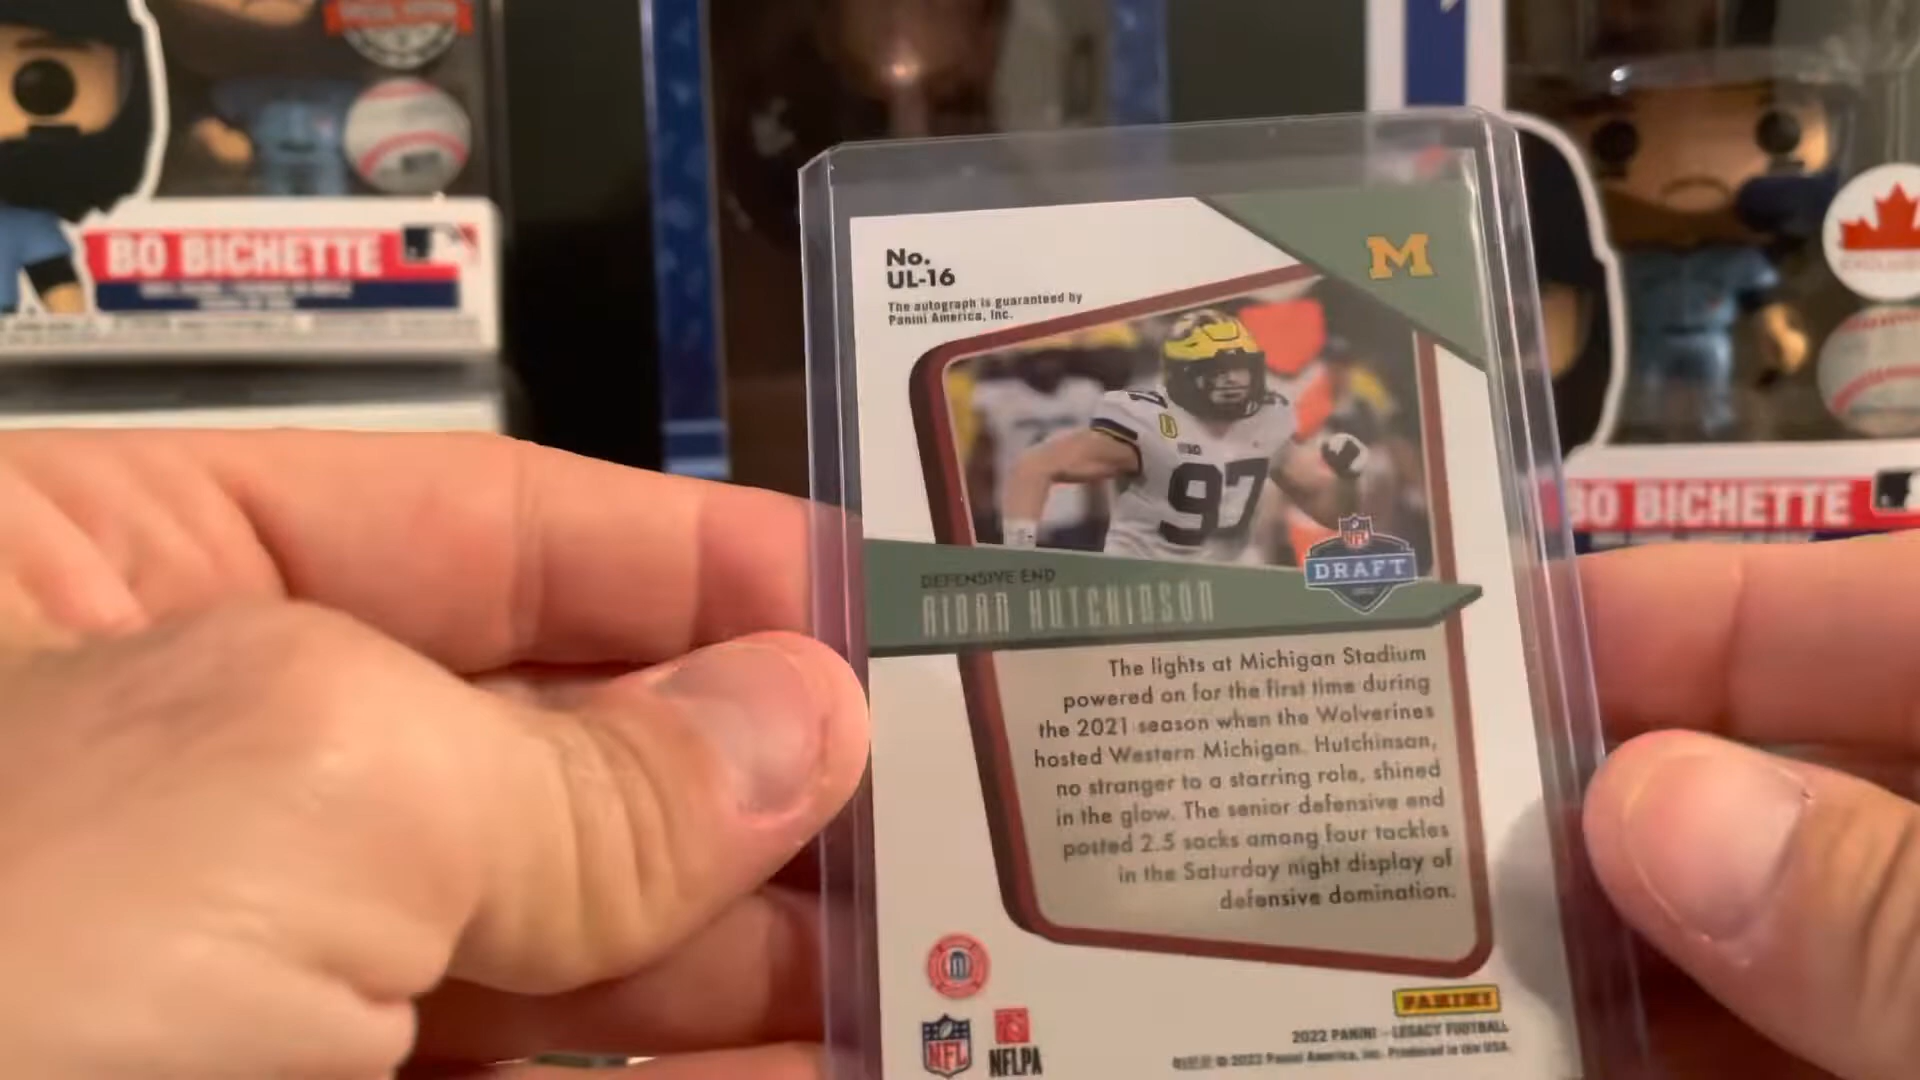 BO BICHETTE
No.
UL-16
The autograph is guaranteed by
Panini America, Inc.
M
97
DEFENSIVE END
AIDAN HUTCHINSON
NFL
DRAFT
The lights at Michigan Stadium
powered on for the first time during
the 2021 season when the Wolverines
hosted Western Michigan. Hutchinson,
no stranger to a starring role, shined
in the glow. The senior defensive end
posted 2.5 sacks among four tackles
in the Saturday night display of
defensive domination.
NFL
NFLPA
PANINI
2022 PANINI – LEGACY FOOTBALL
© 2022 Panini America, Inc. Produced in the USA.
BO BICHETTE